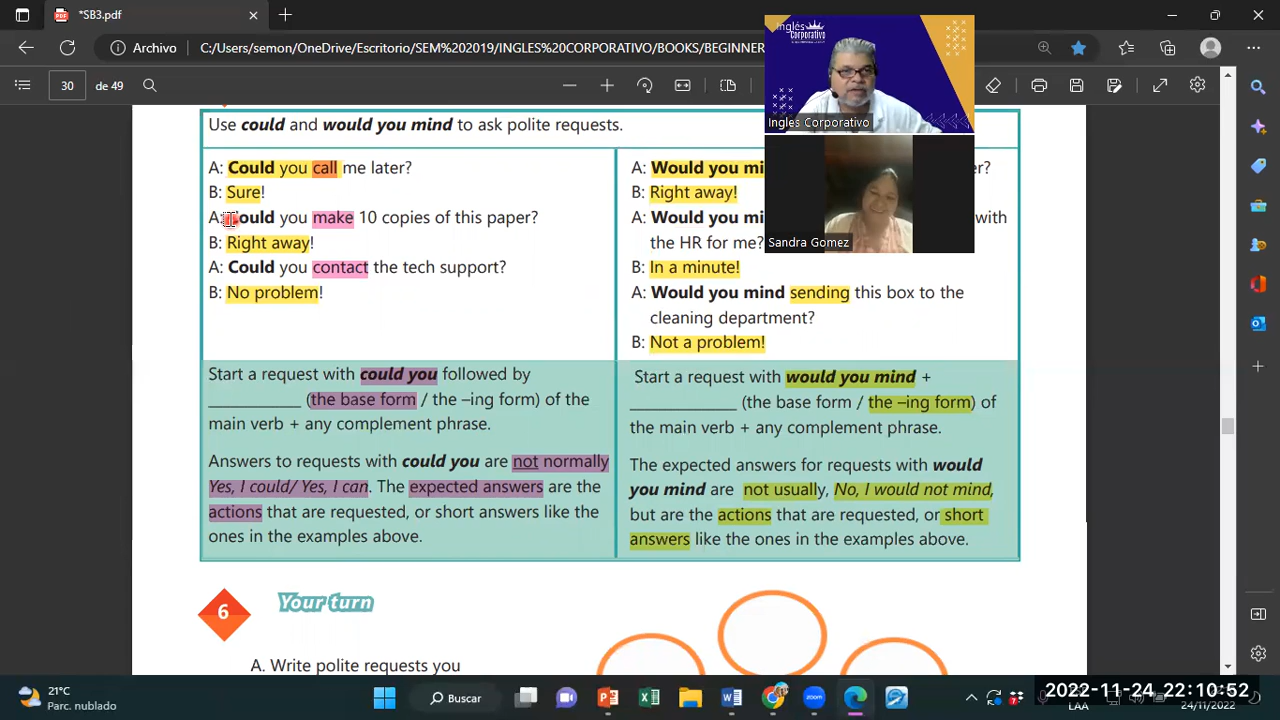 *SB3.pdf
Archivo
C:/Users/semon/OneDrive/Escritorio/SEM%202019/INGLES%20CORPORATIVO/BOOKS/BEGINNER
30 de 49
Use could and would you mind to ask polite requests.
A: Could you call me later?
B: Sure!
A: Could you make 10 copies of this paper?
B: Right away!
A: Could you contact the tech support?
B: No problem!
A: Would you
B: Right away!
A: Would you with
the HR for me?
B: In a minute!
A: Would you mind sending this box to the
cleaning department?
B: Not a problem!
Start a request with could you followed by
__________ (the base form / the –ing form) of the
main verb + any complement phrase.
Answers to requests with could you are not normally
Yes, I could/ Yes, I can. The expected answers are the
actions that are requested, or short answers like the
ones in the examples above.
Start a request with would you mind +
____________ (the base form / the –ing form) of
the main verb + any complement phrase.
The expected answers for requests with would
you mind are not usually, No, I would not mind,
but are the actions that are requested, or short
answers like the ones in the examples above.
6 Your turn
A. Write polite requests you
Inglés
Corporativo
Ingles Corporativo
Sandra Gomez
21°C
Parc. nublado
Buscar
LAA
2022-11-24 22:10:52
24/11/2022